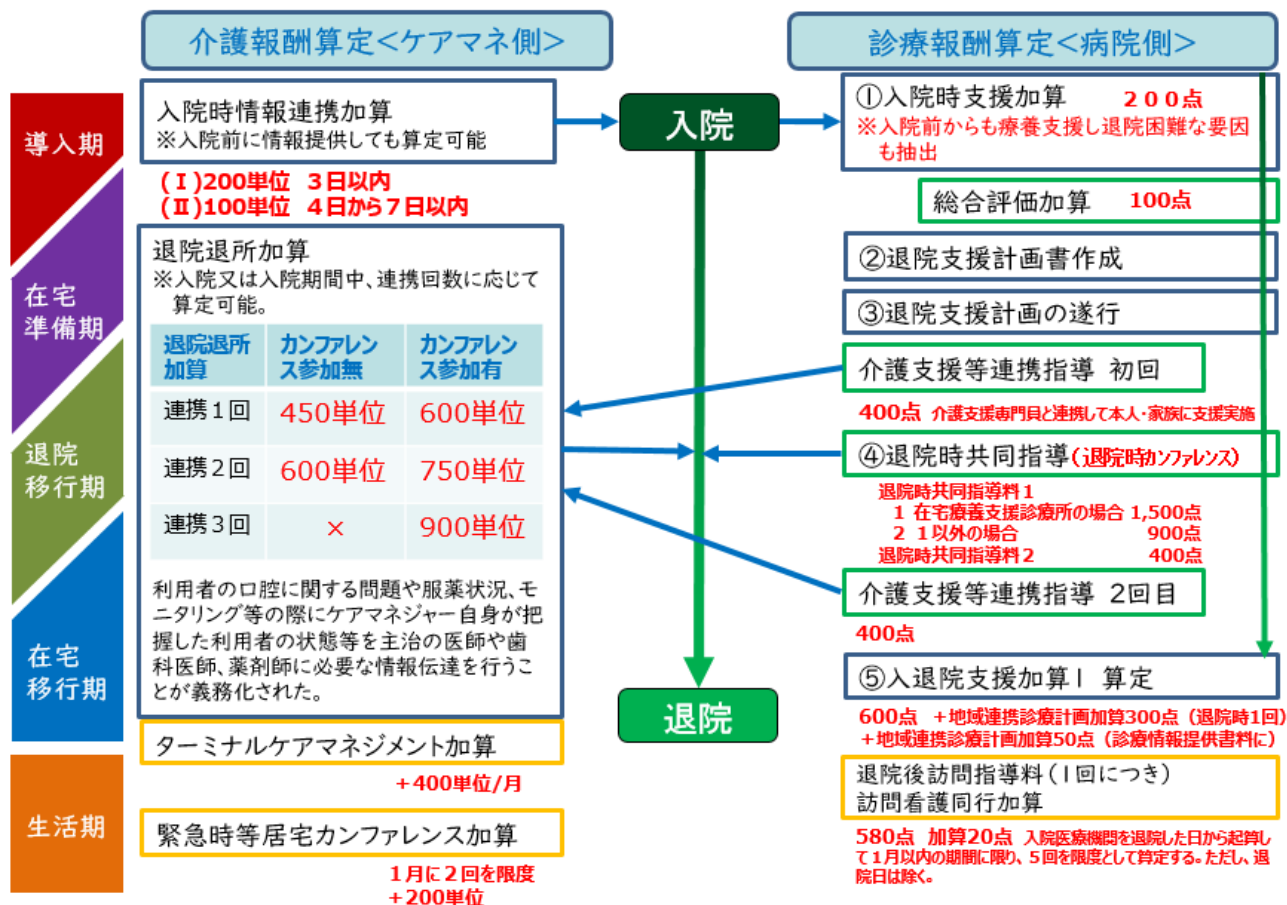 介護報酬算定<ケアマネ側>
診療報酬算定<病院側>
導入期
在宅
準備期
退院
移行期
在宅
移行期
生活期
入院時情報連携加算
※入院前に情報提供しても算定可能
(Ⅰ)200単位 3日以内
(Ⅱ)100単位 4日から7日以内
退院退所加算
※入院又は入院期間中、連携回数に応じて
算定可能。
退院退所
加算
カンファレン
ス参加無
カンファレン
ス参加有
連携1回 450単位 600単位
連携2回 600単位 750単位
連携3回 × 900単位
利用者の口腔に関する問題や服薬状況、モ
ニタリング等の際にケアマネジャー自身が把
握した利用者の状態等を主治の医師や歯
科医師、薬剤師に必要な情報伝達を行うこ
とが義務化された。
ターミナルケアマネジメント加算
+400単位/月
緊急時等居宅カンファレンス加算
1月に2回を限度
+200単位
入院
退院
①入院時支援加算 200点
※入院前からも療養支援し退院困難な要因
も抽出
総合評価加算 100点
②退院支援計画書作成
③退院支援計画の遂行
介護支援等連携指導 初回
400点 介護支援専門員と連携して本人・家族に支援実施
④退院時共同指導(退院時カンファレンス)
退院時共同指導料1
1 在宅療養支援診療所の場合 1,500点
2 1以外の場合 900点
退院時共同指導料2 400点
介護支援等連携指導 2回目
400点
⑤入退院支援加算1 算定
600点 +地域連携診療計画加算300点(退院時1回)
+地域連携診療計画加算50点(診療情報提供書料に)
退院後訪問指導料(1回につき)
訪問看護同行加算
580点 加算20点 入院医療機関を退院した日から起算し
て1月以内の期間に限り、5回を限度として算定する。ただし、退
院日は除く。